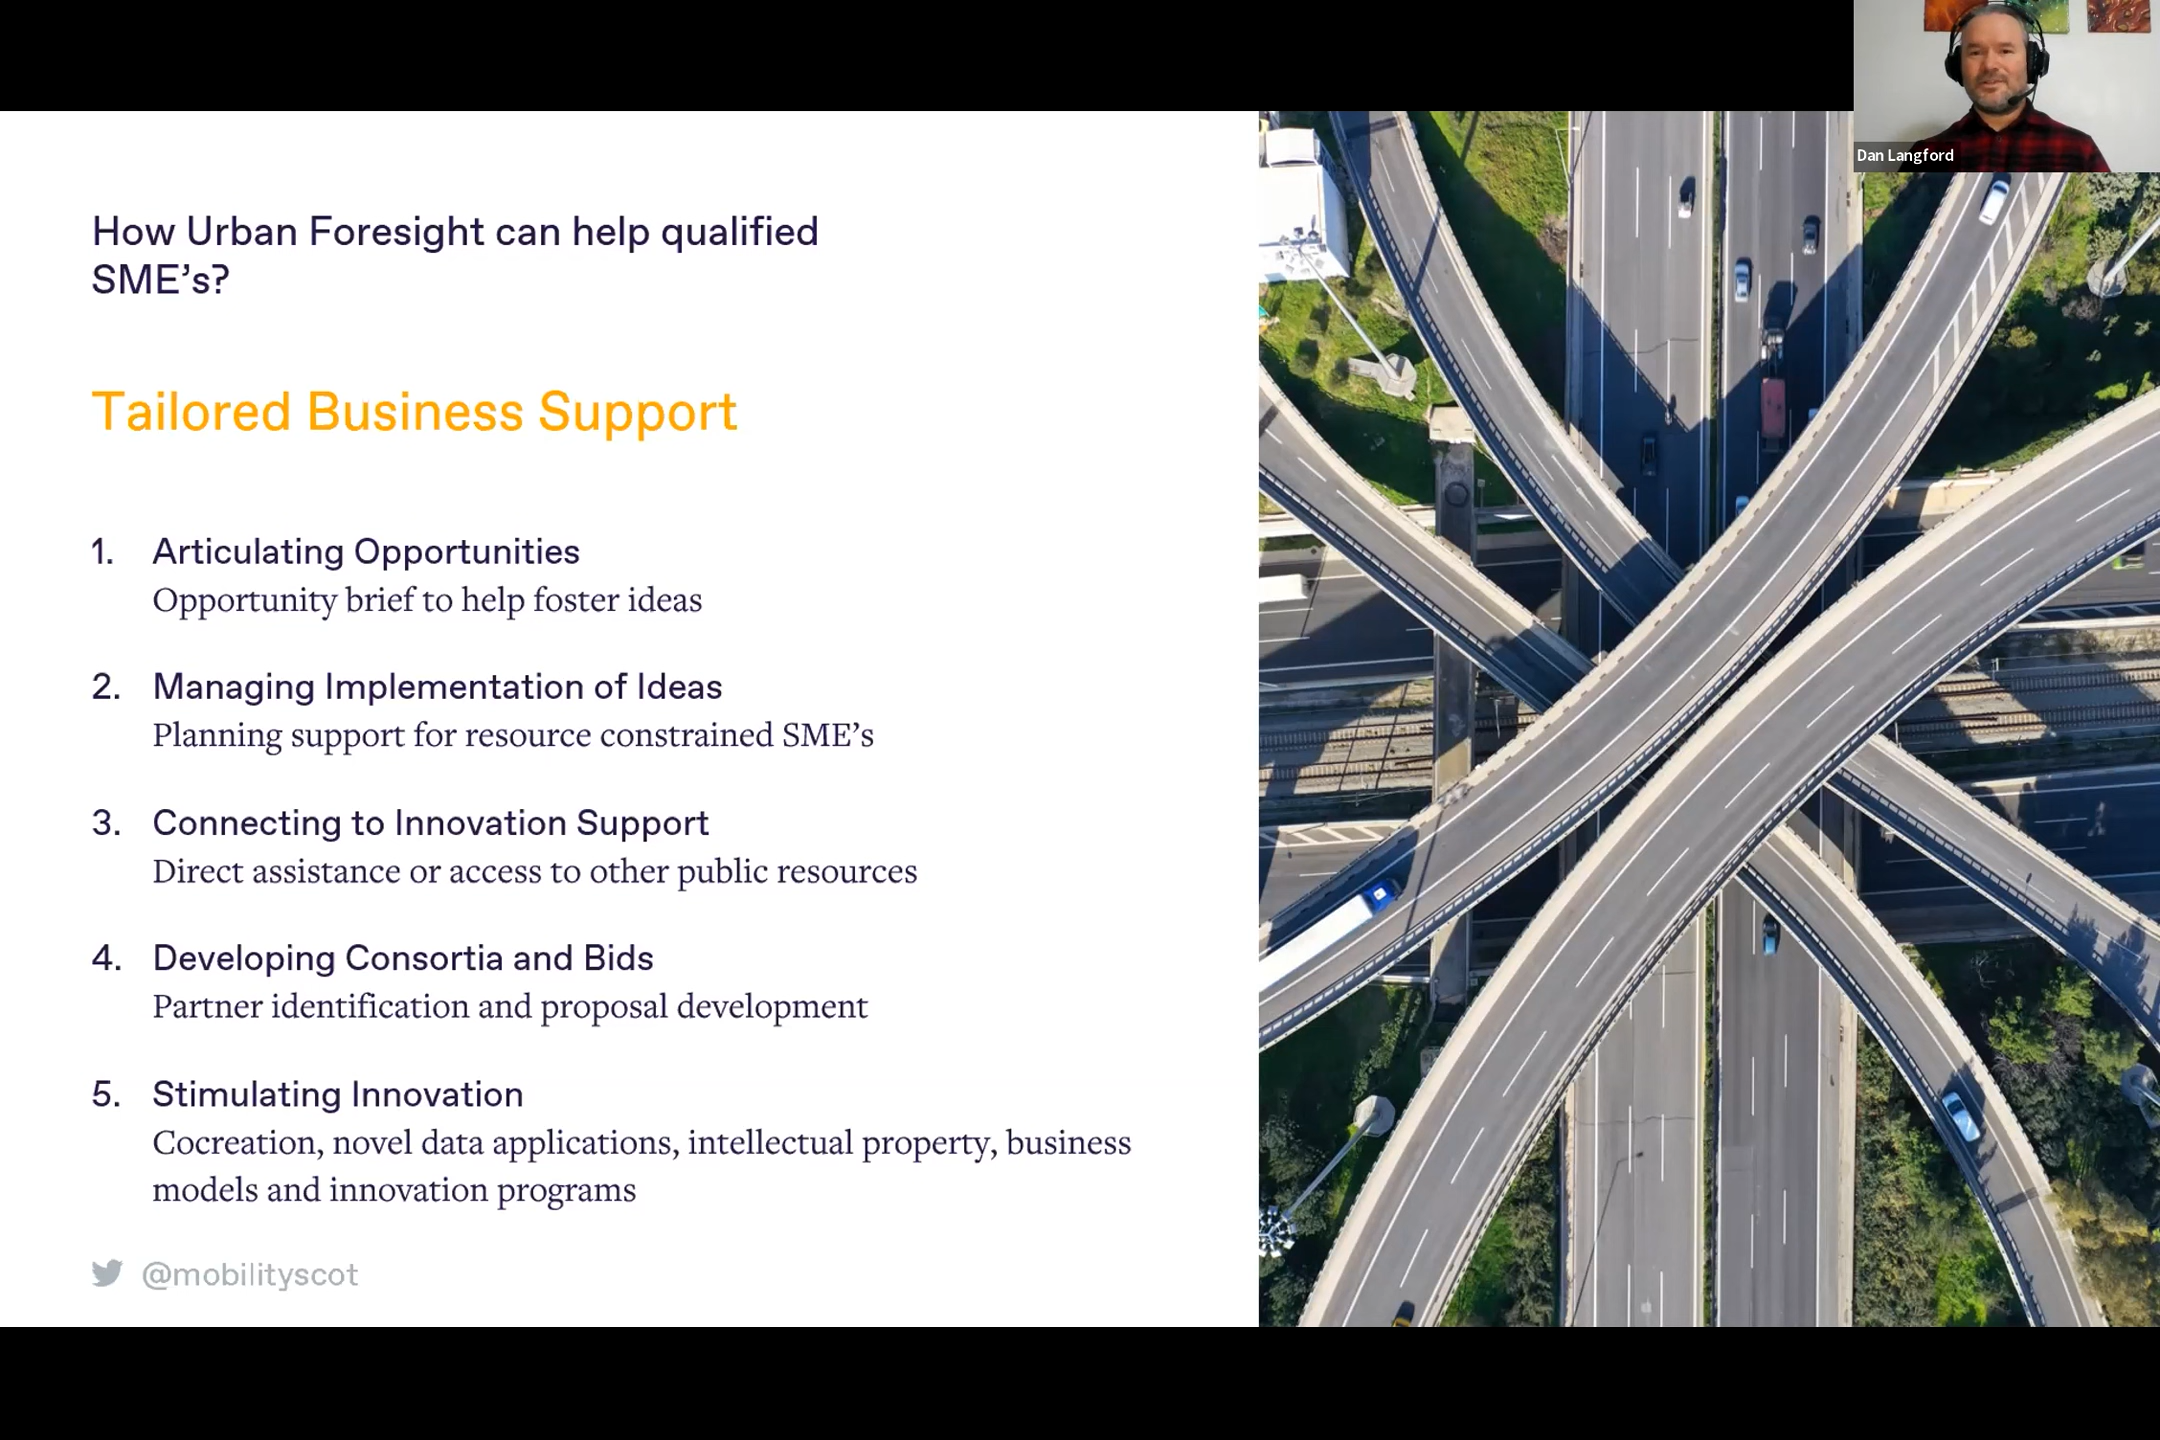 Dan Langford
How Urban Foresight can help qualified
SME’s?
Tailored Business Support
1. Articulating Opportunities
Opportunity brief to help foster ideas
2. Managing Implementation of Ideas
Planning support for resource constrained SME’s
3. Connecting to Innovation Support
Direct assistance or access to other public resources
4. Developing Consortia and Bids
Partner identification and proposal development
5. Stimulating Innovation
Cocreation, novel data applications, intellectual property, business
models and innovation programs
@mobilityscot